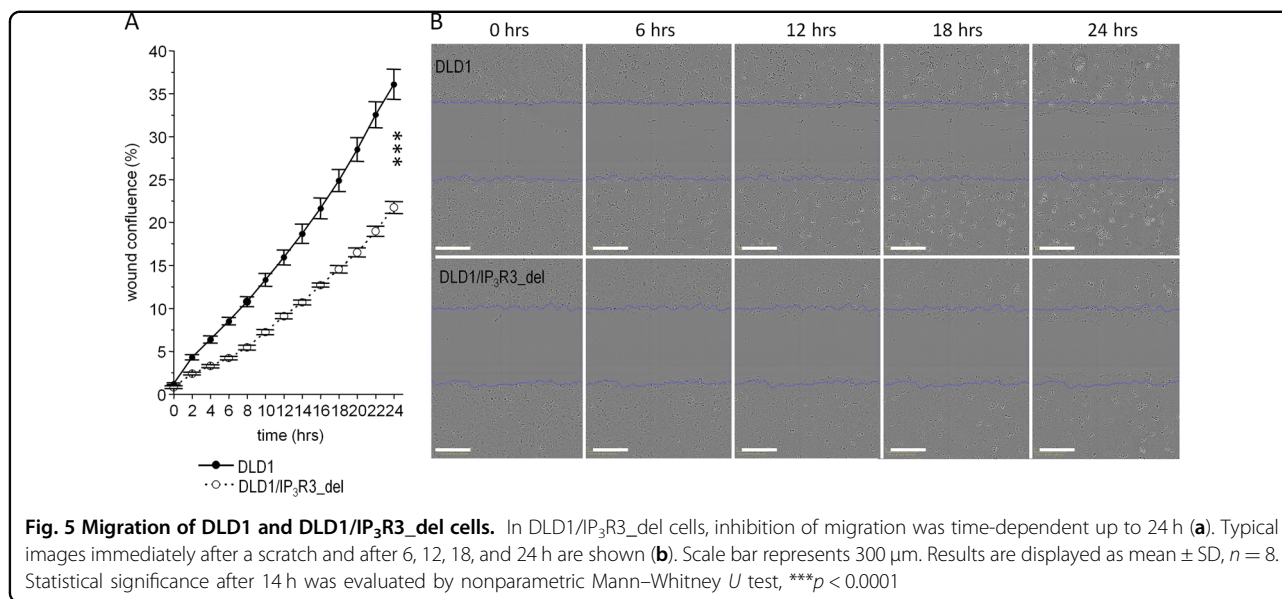 A
B
40
35
30
25
20
15
10
5
0
wound confluence (%)
***
0 2 4 6 8 10 12 14 16 18 20 22 24
time (hrs)
DLD1
DLD1/IP₃R3_del
0 hrs 6 hrs 12 hrs 18 hrs 24 hrs
DLD1
DLD1/IP₃R3_del
Fig. 5 Migration of DLD1 and DLD1/IP₃R3_del cells. In DLD1/IP₃R3_del cells, inhibition of migration was time-dependent up to 24 h (a). Typical
images immediately after a scratch and after 6, 12, 18, and 24 h are shown (b). Scale bar represents 300 µm. Results are displayed as mean ± SD, n = 8.
Statistical significance after 14 h was evaluated by nonparametric Mann–Whitney U test, ***p < 0.0001